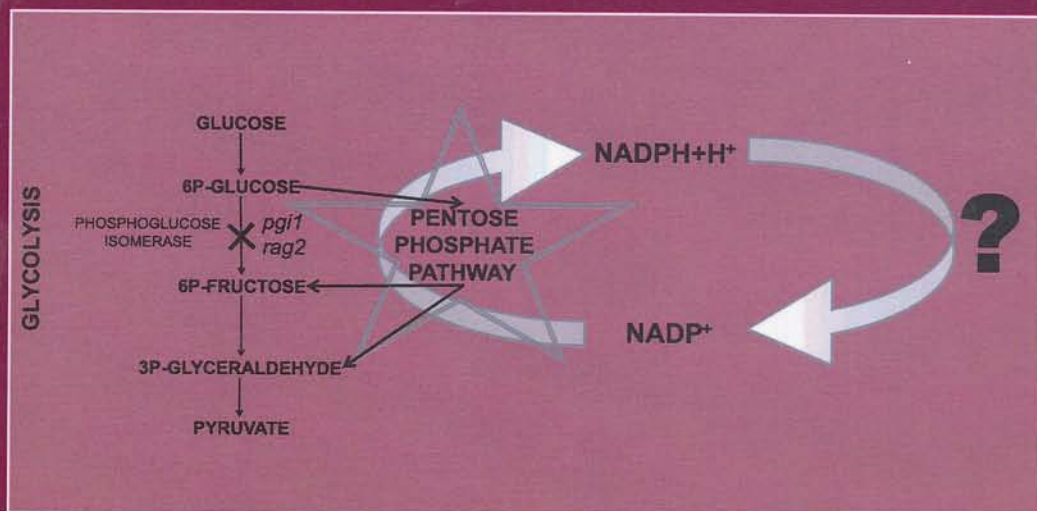 GLYCOLYSIS
GLUCOSE
6P-GLUCOSE
PHOSPHOGLUCOSE
ISOMERASE
pgi1
rag2
6P-FRUCTOSE
3P-GLYCERALDEHYDE
PYRUVATE
PENTOSE
PHOSPHATE
PATHWAY
NADPH+H⁺
NADP⁺
?